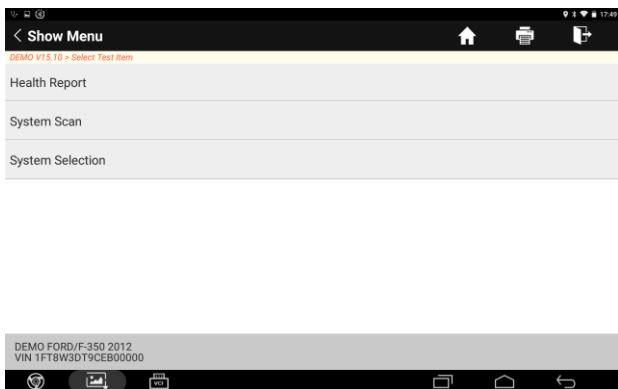 17:49
< Show Menu
DEMO V15.10 > Select Test Item
Health Report
System Scan
System Selection
DEMO FORD/F-350 2012
VIN 1FT8W3DT9CEB00000
VCI